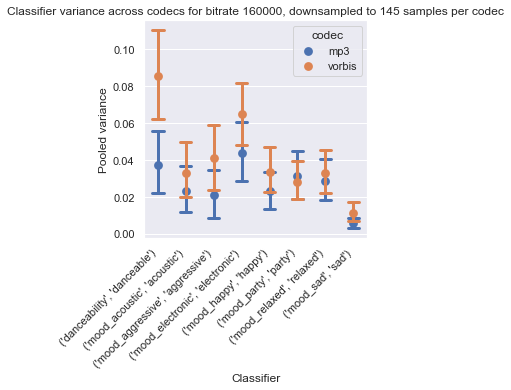 Classifier variance across codecs for bitrate 160000, downsampled to 145 samples per codec
codec
mp3
vorbis
0.10
0.08
0.06
0.04
0.02
0.00
Pooled variance
('danceability', 'danceable')
('mood_acoustic', 'acoustic')
('mood_aggressive', 'aggressive')
('mood_electronic', 'electronic')
('mood_happy', 'happy')
('mood_party', 'party')
('mood_relaxed', 'relaxed')
('mood_sad', 'sad')
Classifier